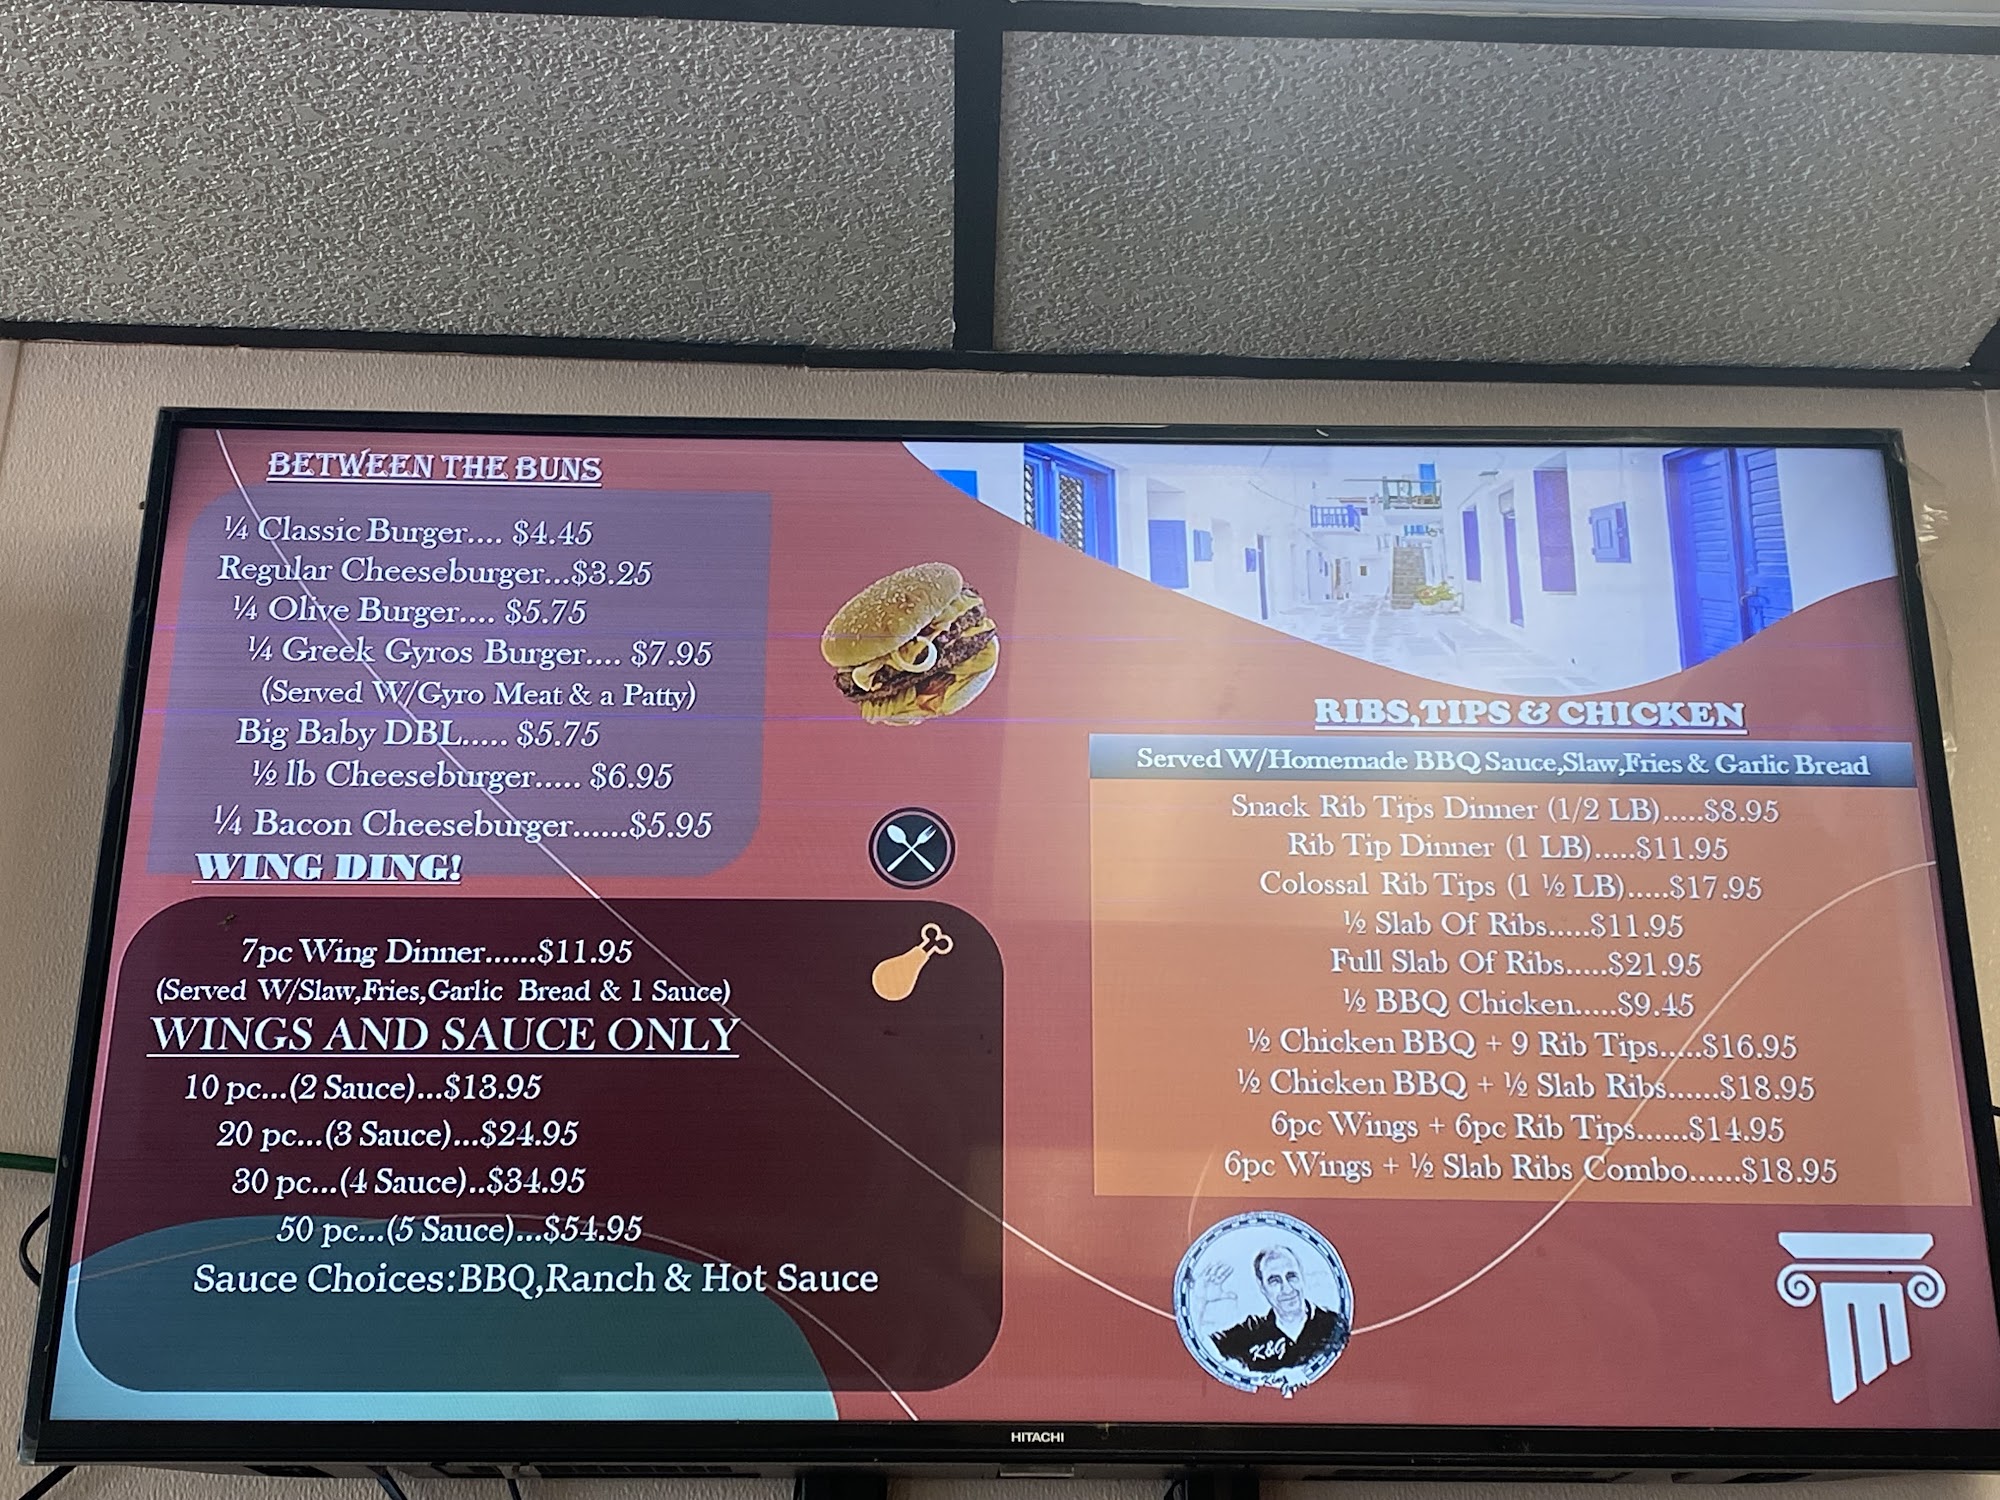 BETWEEN THE BUNS
¼ Classic Burger.... $4.45
Regular Cheeseburger...$3.25
¼ Olive Burger.... $5.75
¼ Greek Gyros Burger.... $7.95
(Served W/Gyro Meat & a Patty)
Big Baby DBL..... $5.75
½ lb Cheeseburger..... $6.95
¼ Bacon Cheeseburger......$5.95
WING DING!
7pc Wing Dinner......$11.95
(Served W/Slaw,Fries,Garlic Bread & 1 Sauce)
WINGS AND SAUCE ONLY
10 pc...(2 Sauce)...$13.95
20 pc...(3 Sauce)...$24.95
30 pc...(4 Sauce)..$34.95
50 pc...(5 Sauce)...$54.95
Sauce Choices:BBQ,Ranch & Hot Sauce
RIBS,TIPS & CHICKEN
Served W/Homemade BBQ Sauce,Slaw,Fries & Garlic Bread
Snack Rib Tips Dinner (1/2 LB).....$8.95
Rib Tip Dinner (1 LB).....$11.95
Colossal Rib Tips (1 ½ LB).....$17.95
½ Slab Of Ribs.....$11.95
Full Slab Of Ribs.....$21.95
½ BBQ Chicken.....$9.45
½ Chicken BBQ + 9 Rib Tips.....$16.95
½ Chicken BBQ + ½ Slab Ribs......$18.95
6pc Wings + 6pc Rib Tips......$14.95
6pc Wings + ½ Slab Ribs Combo......$18.95
K&G
HITACHI